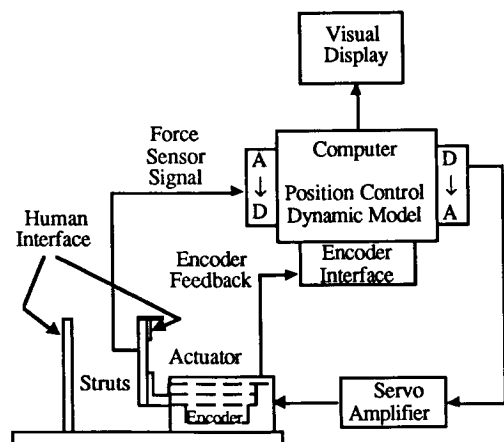 Visual
Display
Force
Sensor
Signal
A
↓
D
Computer
Position Control
Dynamic Model
D
↓
A
Human
Interface
Encoder
Feedback
Encoder
Interface
Actuator
Struts
Encoder
Servo
Amplifier